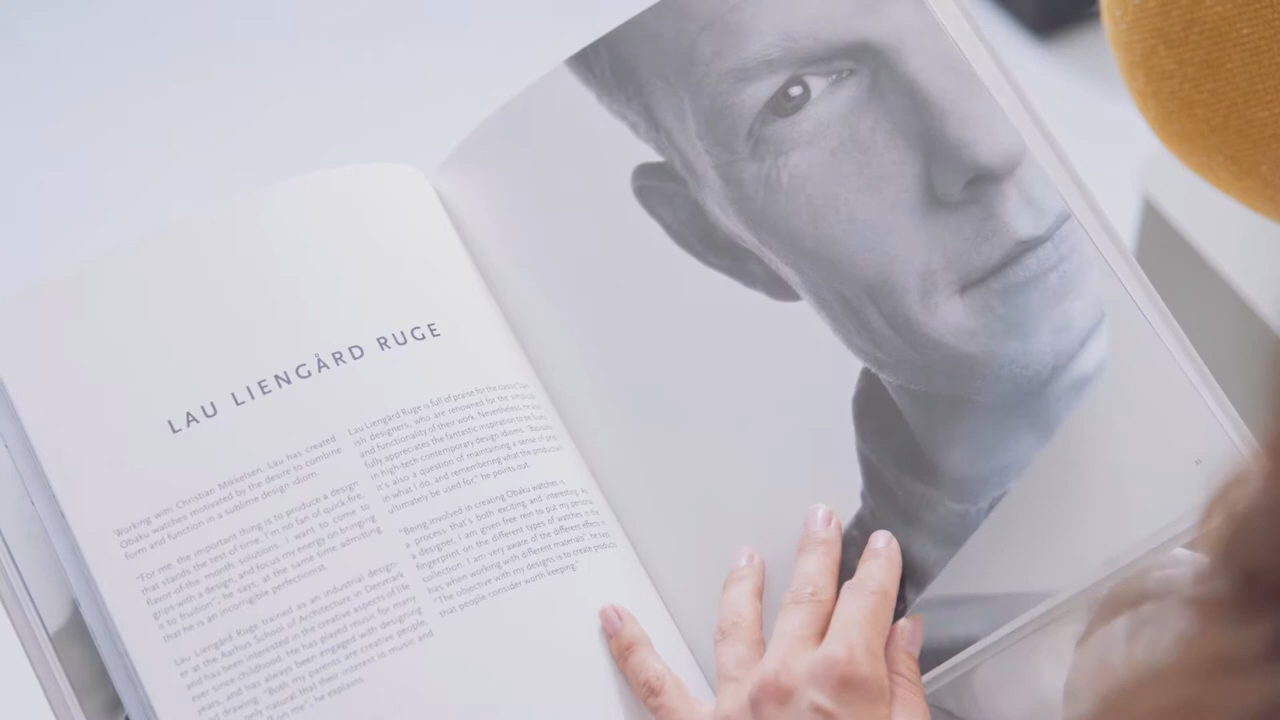 LAU LIENGÅRD RUGE
Working with Christian Mikkelsen, Lau has created
Obaku watches motivated by the desire to combine
form and function in a sublime design idiom.
"For me, the important thing is to produce a design
that stands the test of time. I'm no fan of quick-fire,
flavor-of-the month solutions. I want to come to
grips with a design, and focus my energy on bringing
it to fruition", he says, at the same time admitting
that he is an incorrigible perfectionist.
Lau Liengård Ruge trained as an industrial design-
er at the Aarhus School of Architecture in Denmark
and has been interested in the creative aspects of life
ever since childhood. He has played music for many
years, and has always been engaged with designing
and drawing. "Both my parents are creative people,
only natural that their interest in music and
off on me", he explains.
Lau Liengård Ruge is full of praise for the classic Dan-
ish designers, who are renowned for the simplicity
and functionality of their work. Nevertheless, he also
fully appreciates the fantastic inspiration to be found
in high-tech contemporary design idioms. "Basically,
it's also a question of maintaining a sense of
in what I do, and remembering what the product
ultimately be used for," he points out.
"Being involved in creating Obaku watches is
a process that's both exciting and interesting. As
a designer, I am given free rein to put my personal
fingerprint on the different types of watches in the
collection. I am very aware of the different effects it
has when working with different materials", he says.
"The objective with my designs is to create products
that people consider worth keeping."